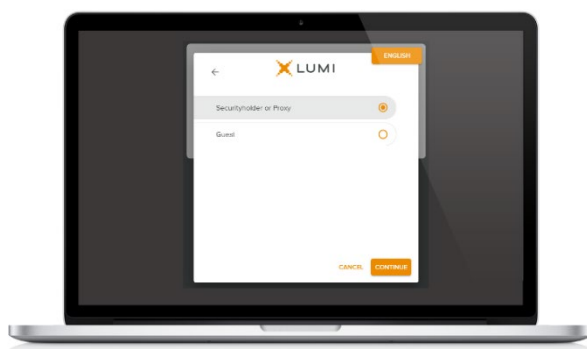 ENGLISH
LUMI
Securityholder or Proxy
Guest
CANCEL CONTINUE